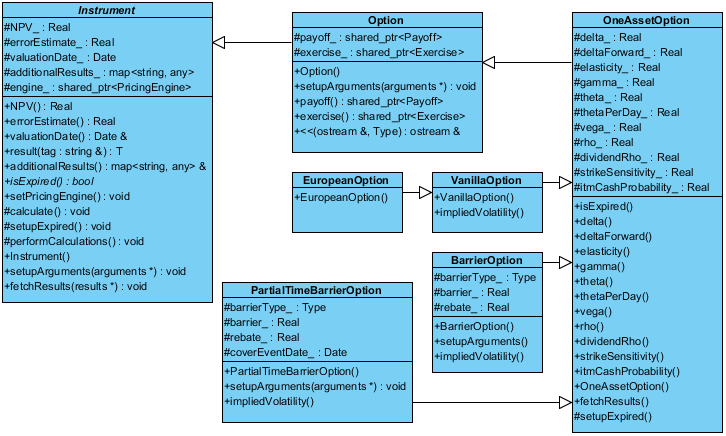 Instrument
#NPV_ : Real
#errorEstimate_ : Real
#valuationDate_ : Date
#additionalResults_ : map<string, any>
#engine_ : shared_ptr<PricingEngine>
+NPV() : Real
+errorEstimate() : Real
+valuationDate() : Date &
+result(tag : string &) : T
+additionalResults() : map<string, any> &
+isExpired() : bool
+setPricingEngine() : void
#calculate() : void
#setupExpired() : void
#performCalculations() : void
+Instrument()
+setupArguments(arguments *) : void
+fetchResults(results *) : void
Option
#payoff_ : shared_ptr<Payoff>
#exercise_ : shared_ptr<Exercise>
+Option()
+setupArguments(arguments *) : void
+payoff() : shared_ptr<Payoff>
+exercise() : shared_ptr<Exercise>
+<<(ostream &, Type) : ostream &
OneAssetOption
#delta_ : Real
#deltaForward_ : Real
#elasticity_ : Real
#gamma_ : Real
#theta_ : Real
#thetaPerDay_ : Real
#vega_ : Real
#rho_ : Real
#dividendRho_ : Real
#strikeSensitivity_ : Real
#itmCashProbability_ : Real
+isExpired()
+delta()
+deltaForward()
+elasticity()
+gamma()
+theta()
+thetaPerDay()
+vega()
+rho()
+dividendRho()
+strikeSensitivity()
+itmCashProbability()
+OneAssetOption()
+fetchResults()
#setupExpired()
EuropeanOption
+EuropeanOption()
VanillaOption
+VanillaOption()
+impliedVolatility()
BarrierOption
#barrierType_ : Type
#barrier_ : Real
#rebate_ : Real
+BarrierOption()
+setupArguments()
+impliedVolatility()
PartialTimeBarrierOption
#barrierType_ : Type
#barrier_ : Real
#rebate_ : Real
#coverEventDate_ : Date
+PartialTimeBarrierOption()
+setupArguments(arguments *) : void
+impliedVolatility()